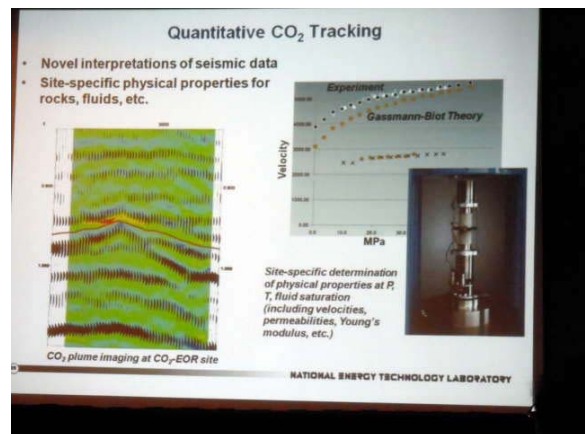 Quantitative CO₂ Tracking
• Novel interpretations of seismic data
• Site-specific physical properties for
rocks, fluids, etc.
Experiment
Gassmann-Biot Theory
Velocity
MPa
Site-specific determination
of physical properties at P,
T, fluid saturation
(including velocities,
permeabilities, Young's
modulus, etc.)
CO₂ plume imaging at CO₂-EOR site
NATIONAL ENERGY TECHNOLOGY LABORATORY